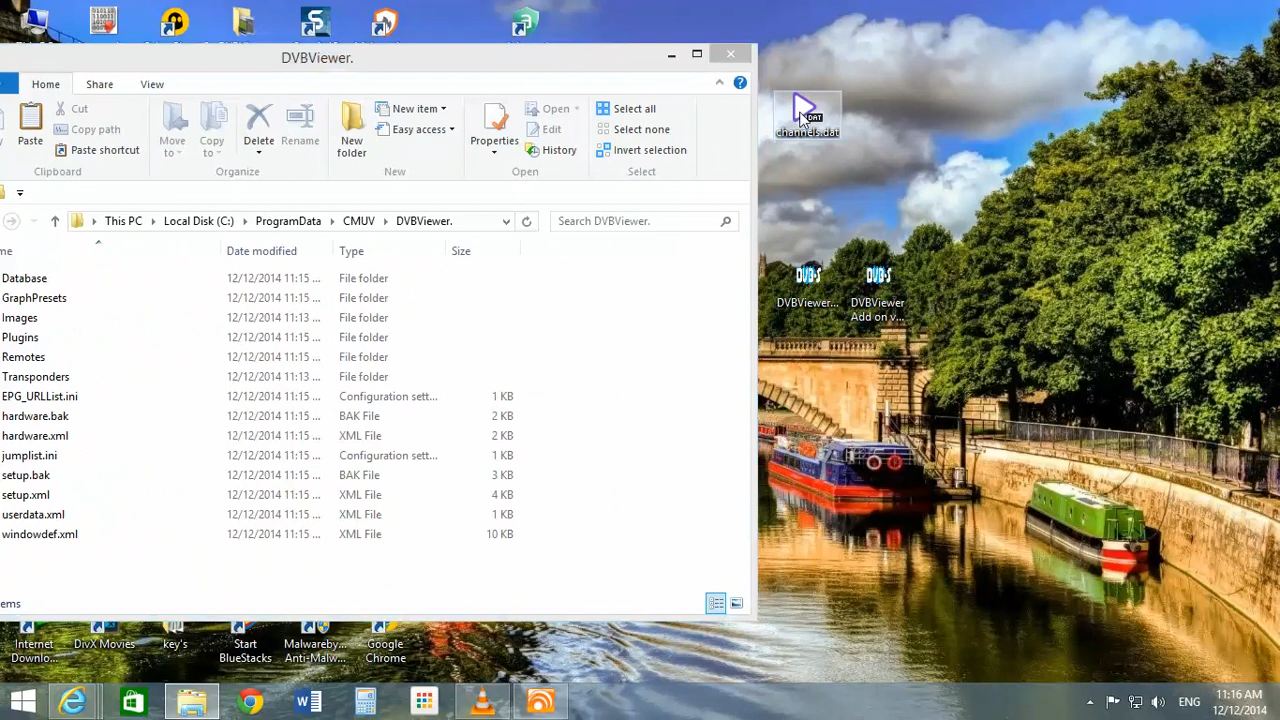 DVBViewer.
Home Share View
Paste
Cut
Copy path
Paste shortcut
Move to
Copy to
Delete
Rename
New folder
New item
Easy access
Properties
Open
Edit
History
Select all
Select none
Invert selection
Clipboard Organize New Open Select
This PC Local Disk (C:) ProgramData CMUV DVBViewer.
Search DVBViewer.
me Date modified Type Size
Database 12/12/2014 11:15 ... File folder
GraphPresets 12/12/2014 11:15 ... File folder
Images 12/12/2014 11:13 ... File folder
Plugins 12/12/2014 11:15 ... File folder
Remotes 12/12/2014 11:15 ... File folder
Transponders 12/12/2014 11:13 ... File folder
EPG_URLList.ini 12/12/2014 11:15 ... Configuration sett... 1 KB
hardware.bak 12/12/2014 11:15 ... BAK File 2 KB
hardware.xml 12/12/2014 11:15 ... XML File 2 KB
jumplist.ini 12/12/2014 11:15 ... Configuration sett... 1 KB
setup.bak 12/12/2014 11:15 ... BAK File 3 KB
setup.xml 12/12/2014 11:15 ... XML File 4 KB
userdata.xml 12/12/2014 11:15 ... XML File 1 KB
windowdef.xml 12/12/2014 11:15 ... XML File 10 KB
ems
DAT
channels.dat
DVB-S
DVBViewer...
DVB-S
DVBViewer
Add on v...
Internet
Downlo...
DivX Movies
key's
Start
BlueStacks
Malwareby...
Anti-Malw...
Google
Chrome
ENG
11:16 AM
12/12/2014